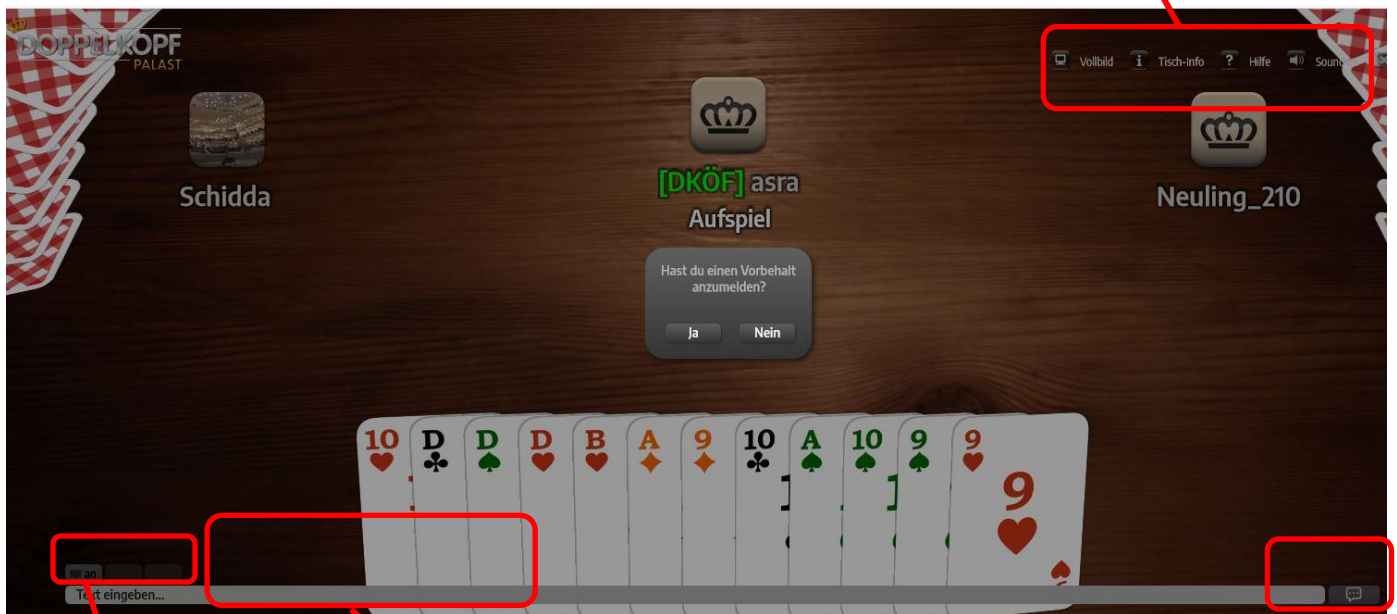 DOPPELKOPF
PALAST
Vollbild i Tisch-Info ? Hilfe Sound
Schidda
[DKÖF] asra
Aufspiel
Neuling_210
Hast du einen Vorbehalt
anzumelden?
Ja Nein
10 D D D B A 9 10 A 10 9 9
9
an
Text eingeben...